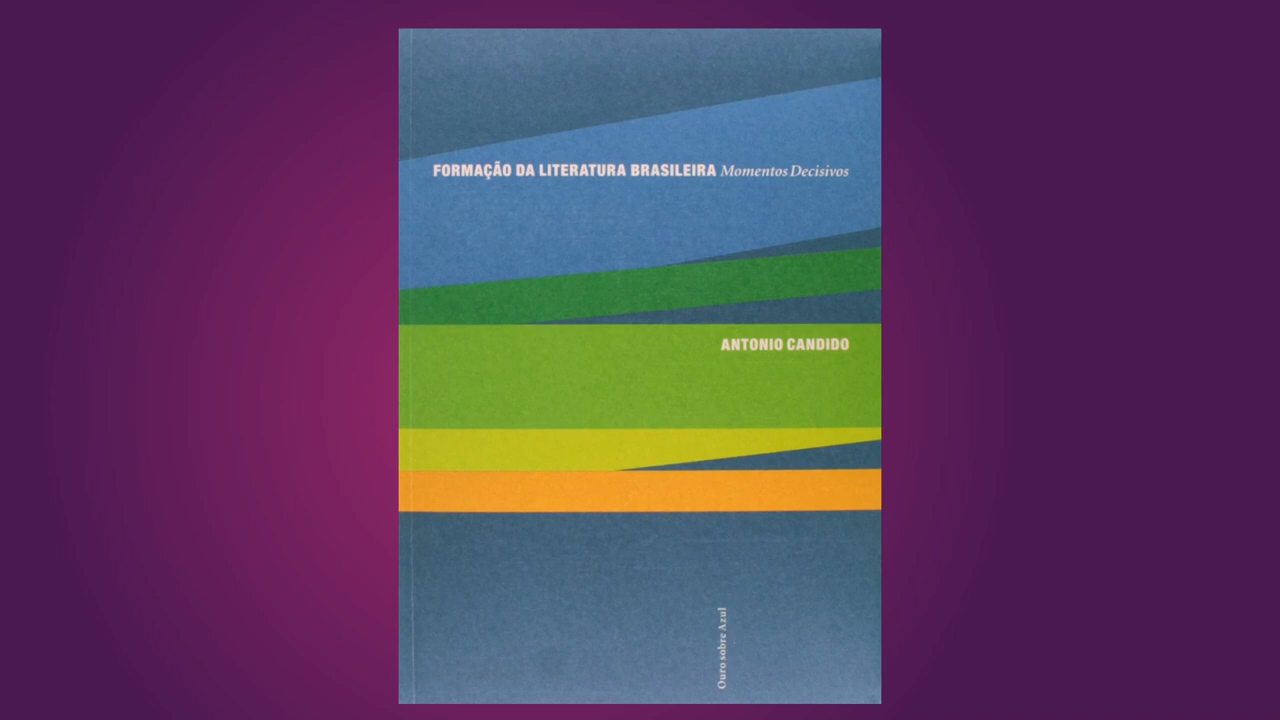 FORMAÇÃO DA LITERATURA BRASILEIRA Momentos Decisivos
ANTONIO CANDIDO
Ouro sobre Azul